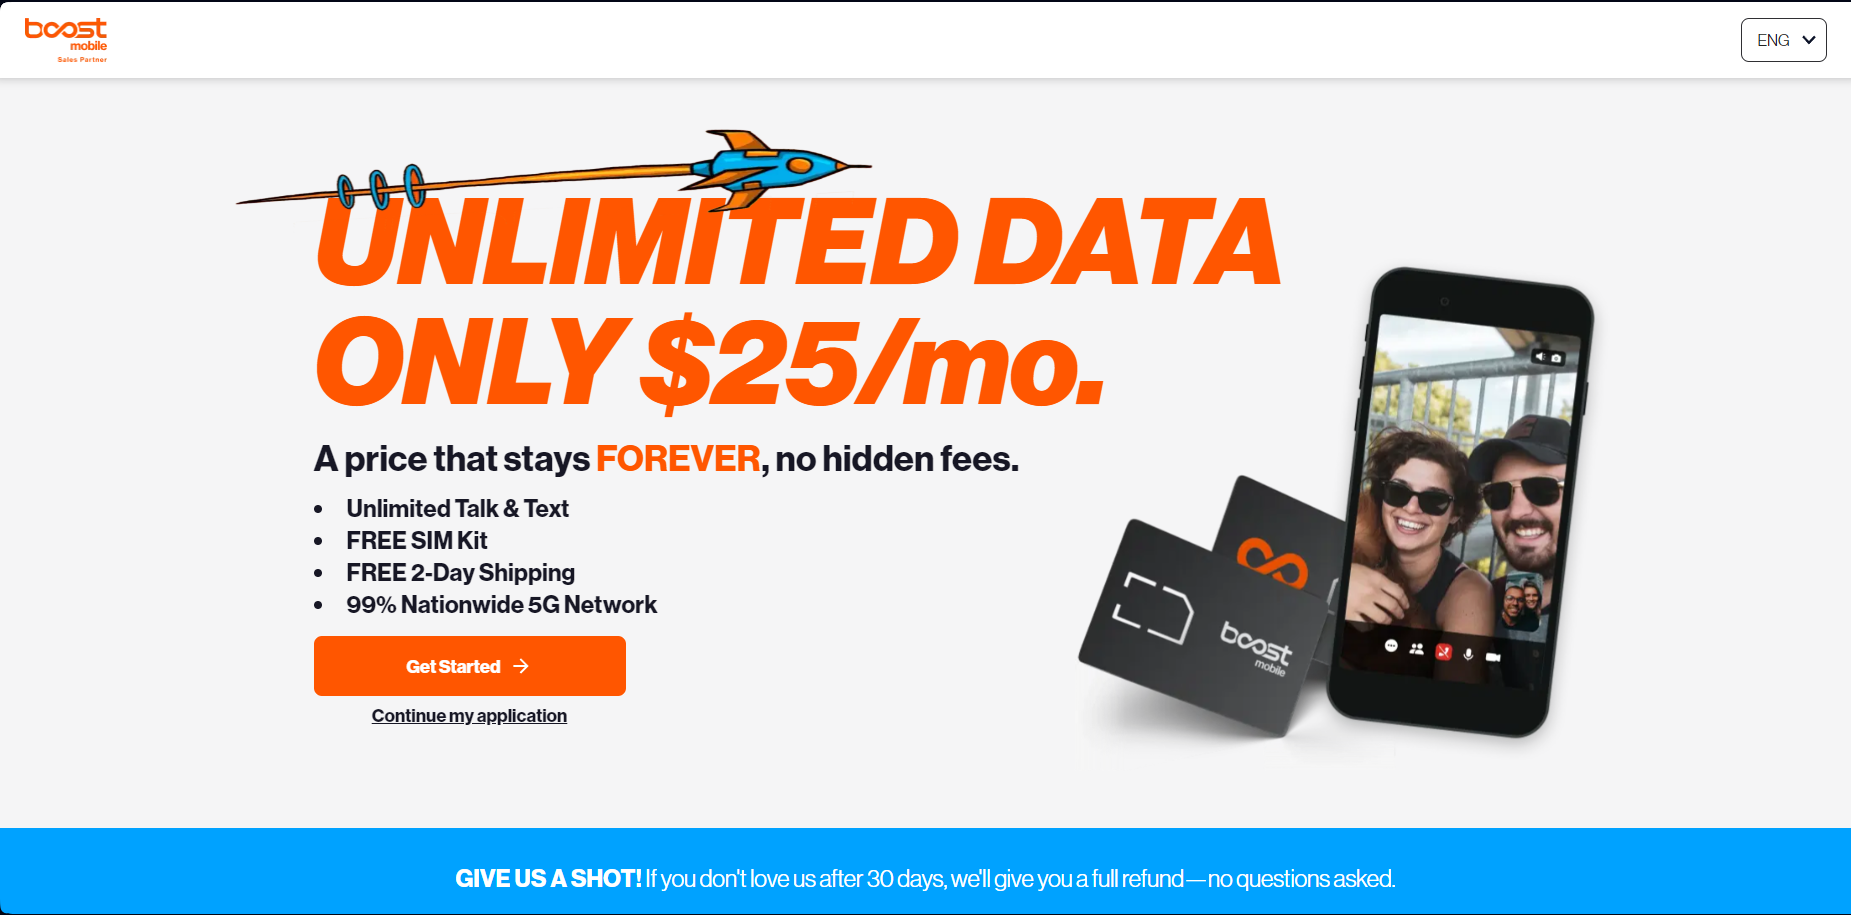 boost
mobile
Sales Partner
ENG
UNLIMITED DATA
ONLY $25/mo.
A price that stays FOREVER, no hidden fees.
• Unlimited Talk & Text
• FREE SIM Kit
• FREE 2-Day Shipping
• 99% Nationwide 5G Network
Get Started →
Continue my application
boost
mobile
GIVE US A SHOT! If you don't love us after 30 days, we'll give you a full refund—no questions asked.